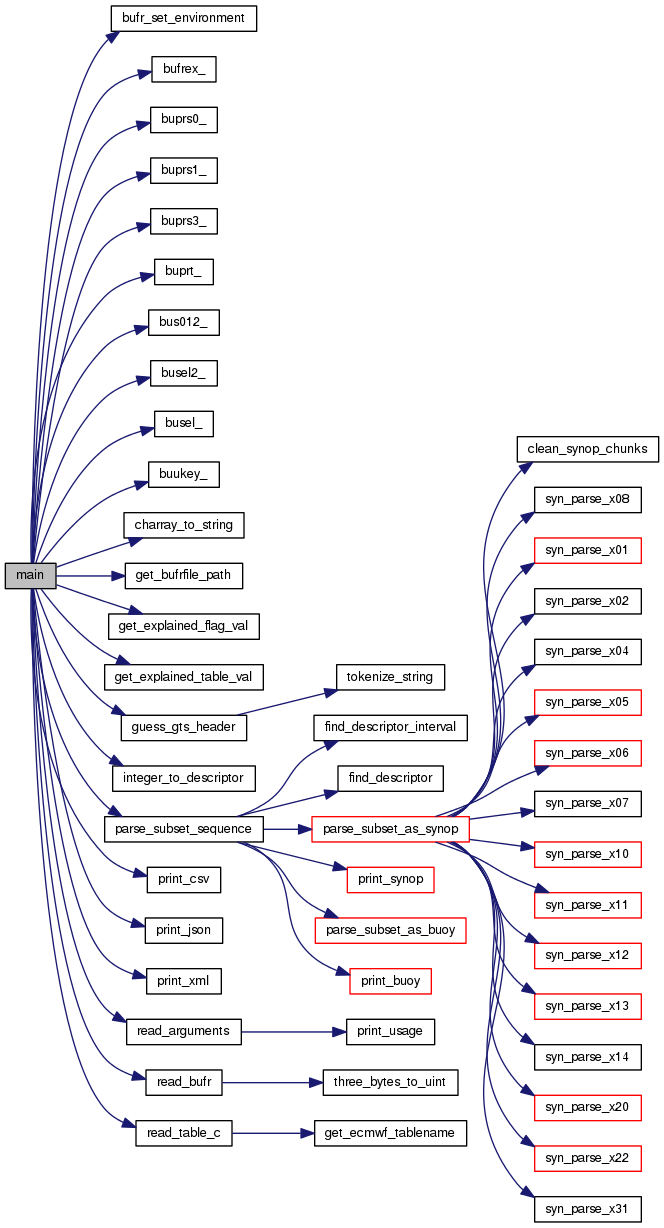 bufr_set_environment
bufrex_
buprs0_
buprs1_
buprs3_
buprt_
bus012_
busel2_
busel_
buukey_
charray_to_string
main
get_bufrfile_path
get_explained_flag_val
get_explained_table_val
guess_gts_header
integer_to_descriptor
parse_subset_sequence
print_csv
print_json
print_xml
read_arguments
read_bufr
read_table_c
tokenize_string
find_descriptor_interval
find_descriptor
parse_subset_as_synop
print_synop
parse_subset_as_buoy
print_buoy
print_usage
three_bytes_to_uint
get_ecmwf_tablename
clean_synop_chunks
syn_parse_x08
syn_parse_x01
syn_parse_x02
syn_parse_x04
syn_parse_x05
syn_parse_x06
syn_parse_x07
syn_parse_x10
syn_parse_x11
syn_parse_x12
syn_parse_x13
syn_parse_x14
syn_parse_x20
syn_parse_x22
syn_parse_x31